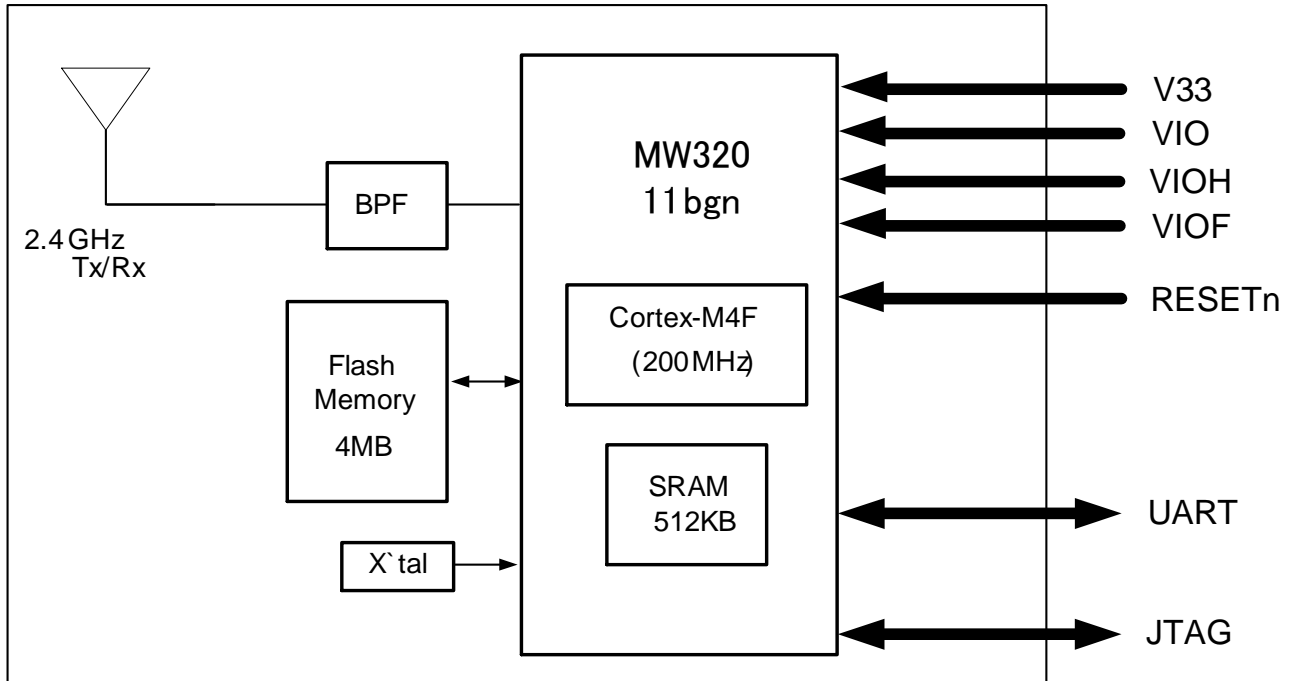 2.4GHz
Tx/Rx
BPF
Flash
Memory
4MB
X`tal
MW320
11bgn
Cortex-M4F
(200MHz)
SRAM
512KB
V33
VIO
VIOH
VIOF
RESETn
UART
JTAG